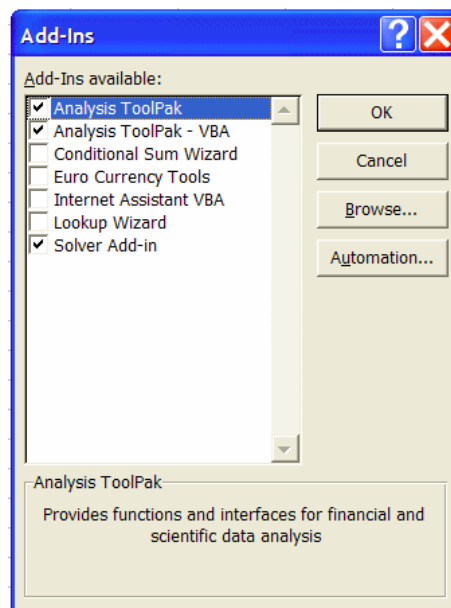 Add-Ins
Add-Ins available:
Analysis ToolPak
Analysis ToolPak - VBA
Conditional Sum Wizard
Euro Currency Tools
Internet Assistant VBA
Lookup Wizard
Solver Add-in
OK
Cancel
Browse...
Automation...
Analysis ToolPak
Provides functions and interfaces for financial and
scientific data analysis